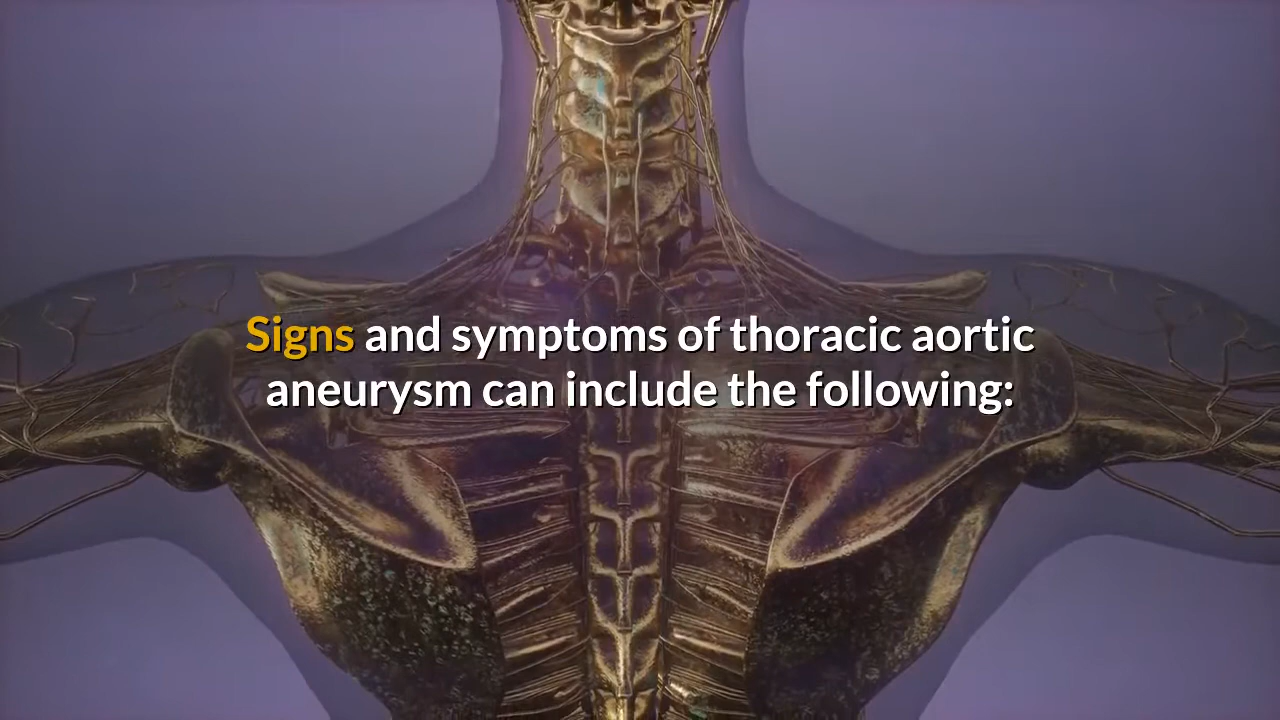 Signs and symptoms of thoracic aortic
aneurysm can include the following: